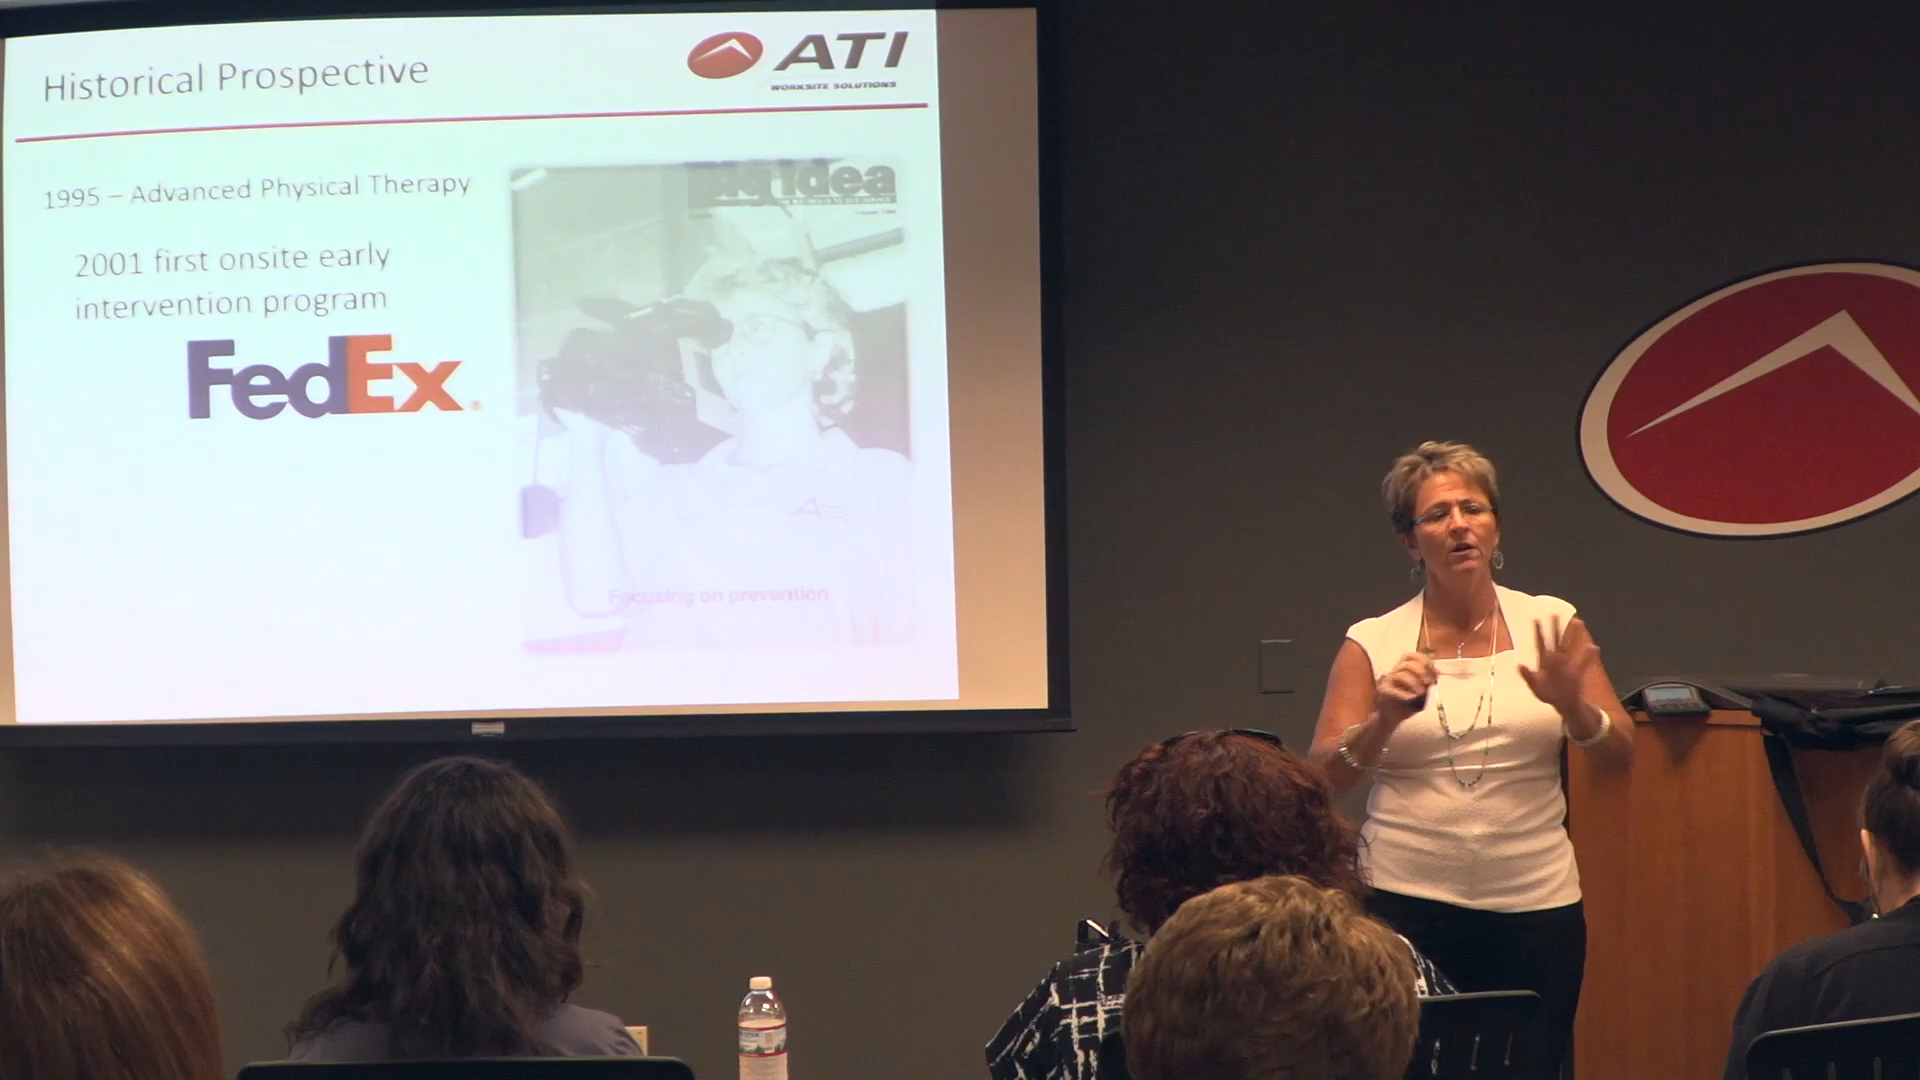 Historical Prospective
ATI
WORKSITE SOLUTIONS
1995 – Advanced Physical Therapy
2001 first onsite early
intervention program
FedEx®
Big Idea
Focusing on prevention